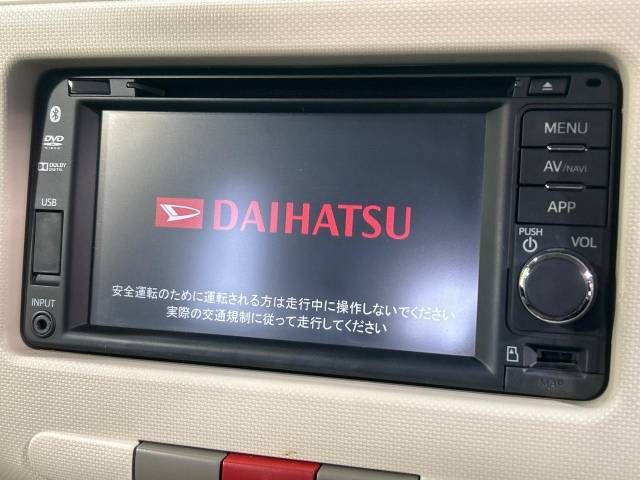 MENU
DVD
VIDEO
DOLBY
DIGITAL
AV/NAVI
USB
APP
DAIHATSU
PUSH
VOL
安全運転のために運転される方は走行中に操作しないでください
実際の交通規制に従って走行してください
INPUT
MAP